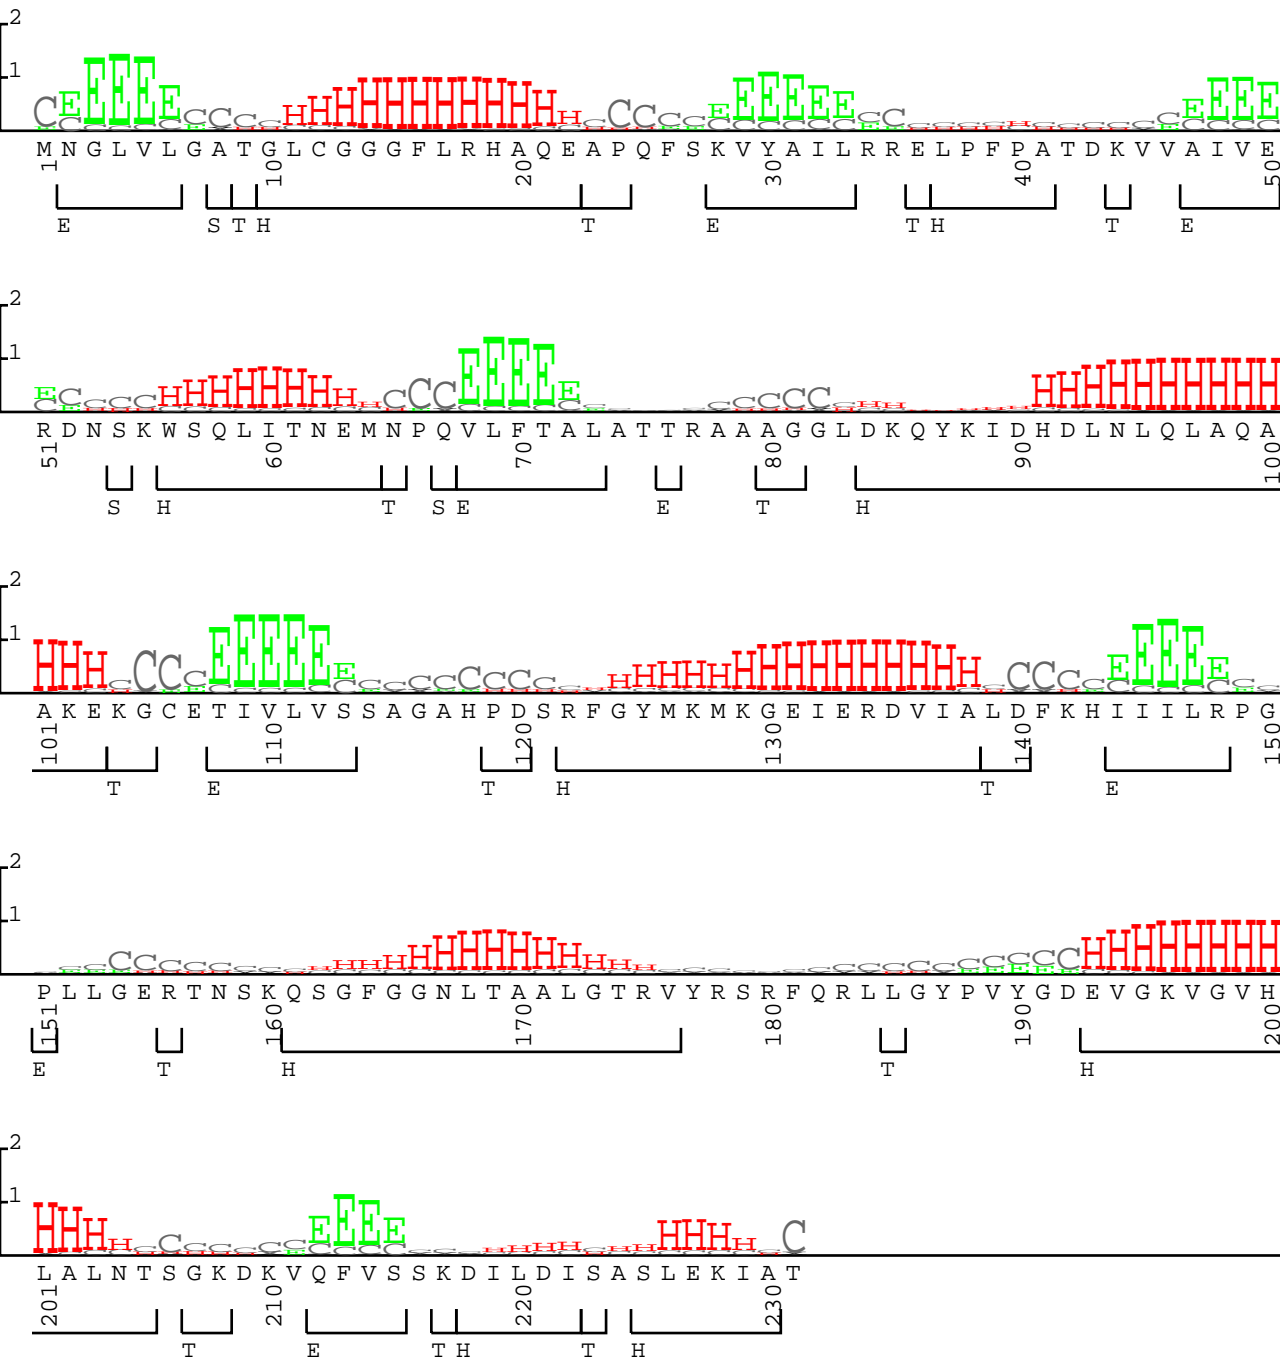 2
1
C E E E E E C C C H H H H H H H H H H H H C C C C E E E E E E C C E E E E
M N G L V L G A T G L C G G G F L R H A Q E A P Q F S K V Y A I L R R E L P F P A T D K V V A I V E
1 10 20 30 40 50
E S T H T E T H T E
2
1
E C C C C H H H H H H H H C C C E E E E E C C C C C H H H H H H H H H H
R D N S K W S Q L I T N E M N P Q V L F T A L A T T R A A A G G L D K Q Y K I D H D L N L Q L A Q A
51 60 70 80 90 100
S H T S E E T H
2
1
H H H C C C C E E E E E E C C C C C C C C H H H H H H H H H H H H H H H C C C C E E E E E
A K E K G C E T I V L V S S A G A H P D S R F G Y M K M K G E I E R D V I A L D F K H I I I L R P G
101 110 120 130 140 150
T E T H T E
2
1
C C C C C H H H H H H H H H H H C C C C C H H H H H H H H
P L L G E R T N S K Q S G F G G N L T A A L G T R V Y R S R F Q R L L G Y P V Y G D E V G K V G V H
151 160 170 180 190 200
E T H T H
2
1
H H H H C C C C C C E E E E H H H H C
L A L N T S G K D K V Q F V S S K D I L D I S A S L E K I A T
201 210 220 230
T E T H T H